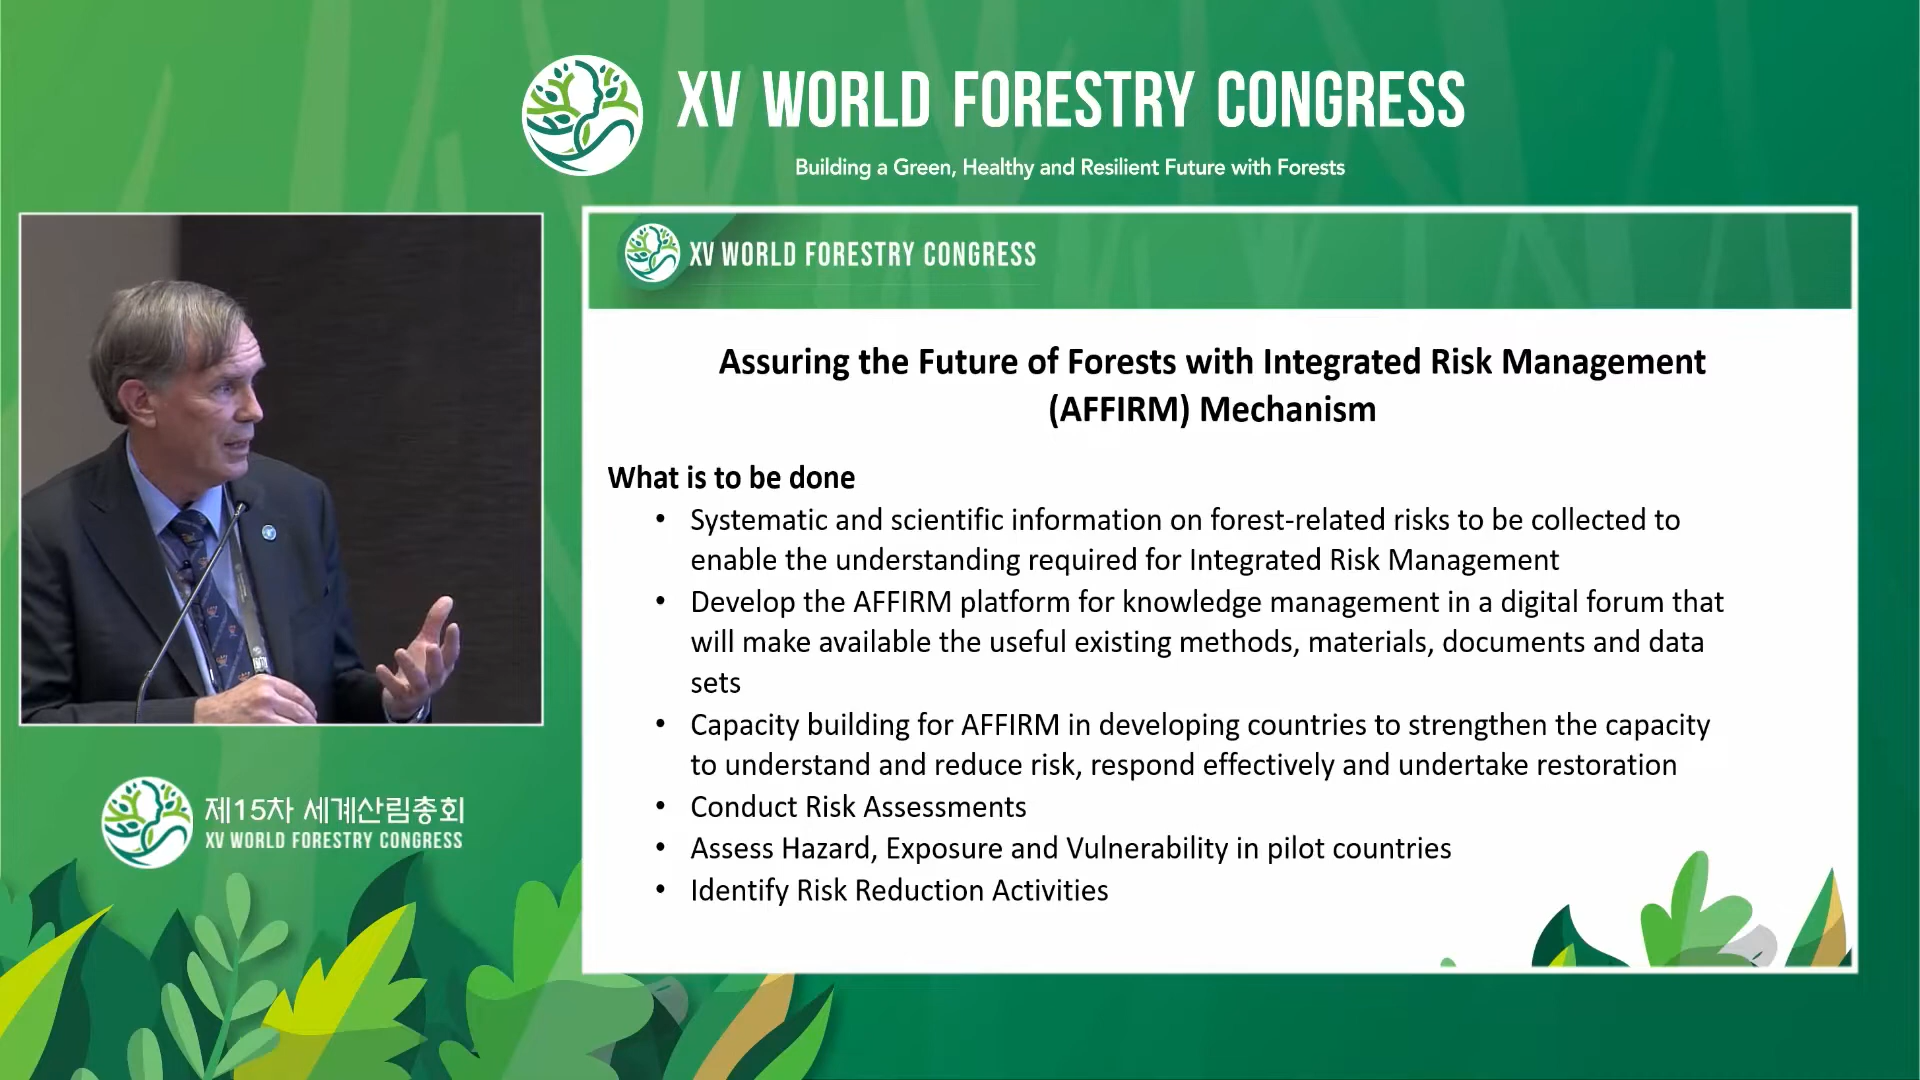 XV WORLD FORESTRY CONGRESS
Building a Green, Healthy and Resilient Future with Forests
XV WORLD FORESTRY CONGRESS
Assuring the Future of Forests with Integrated Risk Management
(AFFIRM) Mechanism
What is to be done
• Systematic and scientific information on forest-related risks to be collected to
enable the understanding required for Integrated Risk Management
• Develop the AFFIRM platform for knowledge management in a digital forum that
will make available the useful existing methods, materials, documents and data
sets
• Capacity building for AFFIRM in developing countries to strengthen the capacity
to understand and reduce risk, respond effectively and undertake restoration
• Conduct Risk Assessments
• Assess Hazard, Exposure and Vulnerability in pilot countries
• Identify Risk Reduction Activities
제15차 세계산림총회
XV WORLD FORESTRY CONGRESS